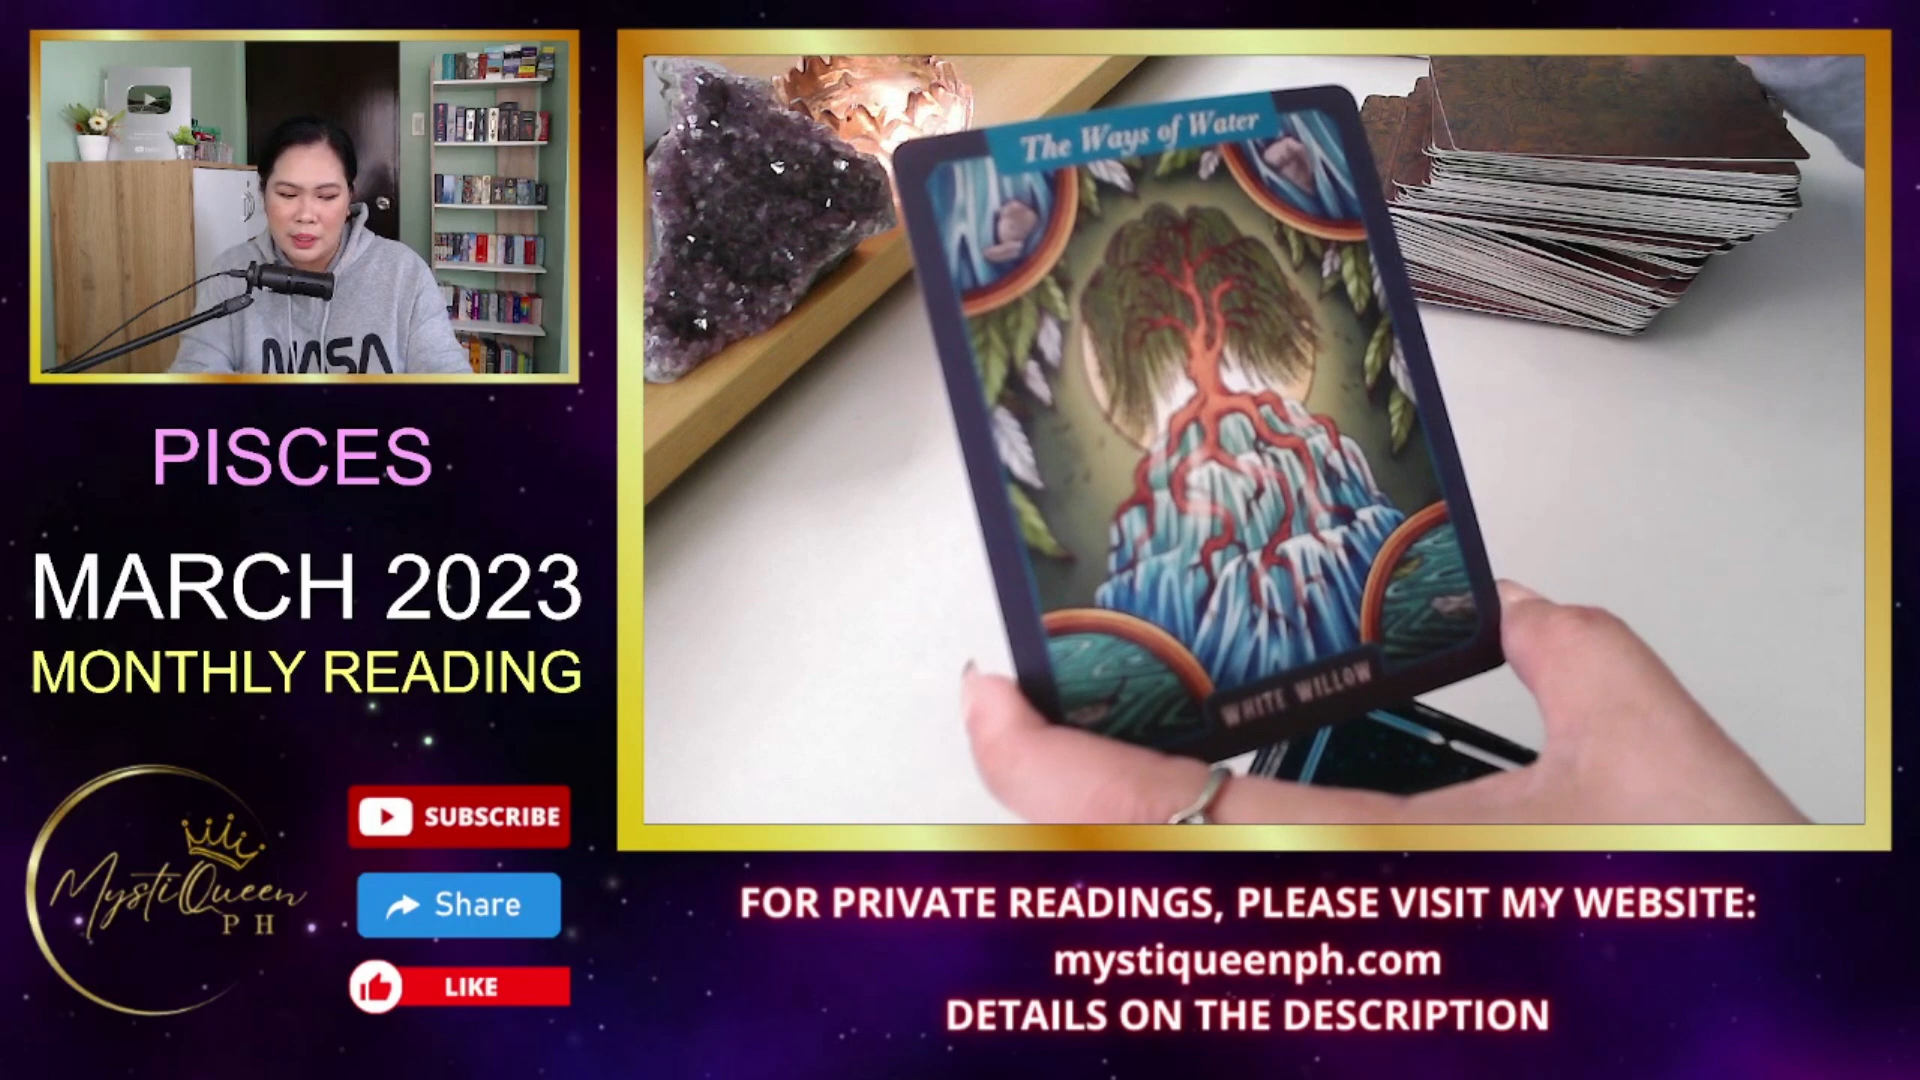 NASA
PISCES
MARCH 2023
MONTHLY READING
MystiQueen
PH
SUBSCRIBE
Share
LIKE
The Ways of Water
WHITE WILLOW
FOR PRIVATE READINGS, PLEASE VISIT MY WEBSITE:
mystiqueenph.com
DETAILS ON THE DESCRIPTION